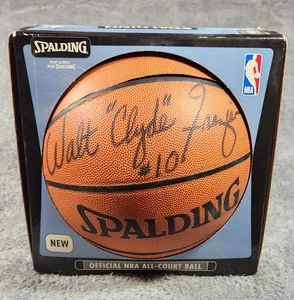 SPALDING
NBA
Walt "Clyde" Frazier
#10
SPALDING
NEW
OFFICIAL NBA ALL-COURT BALL